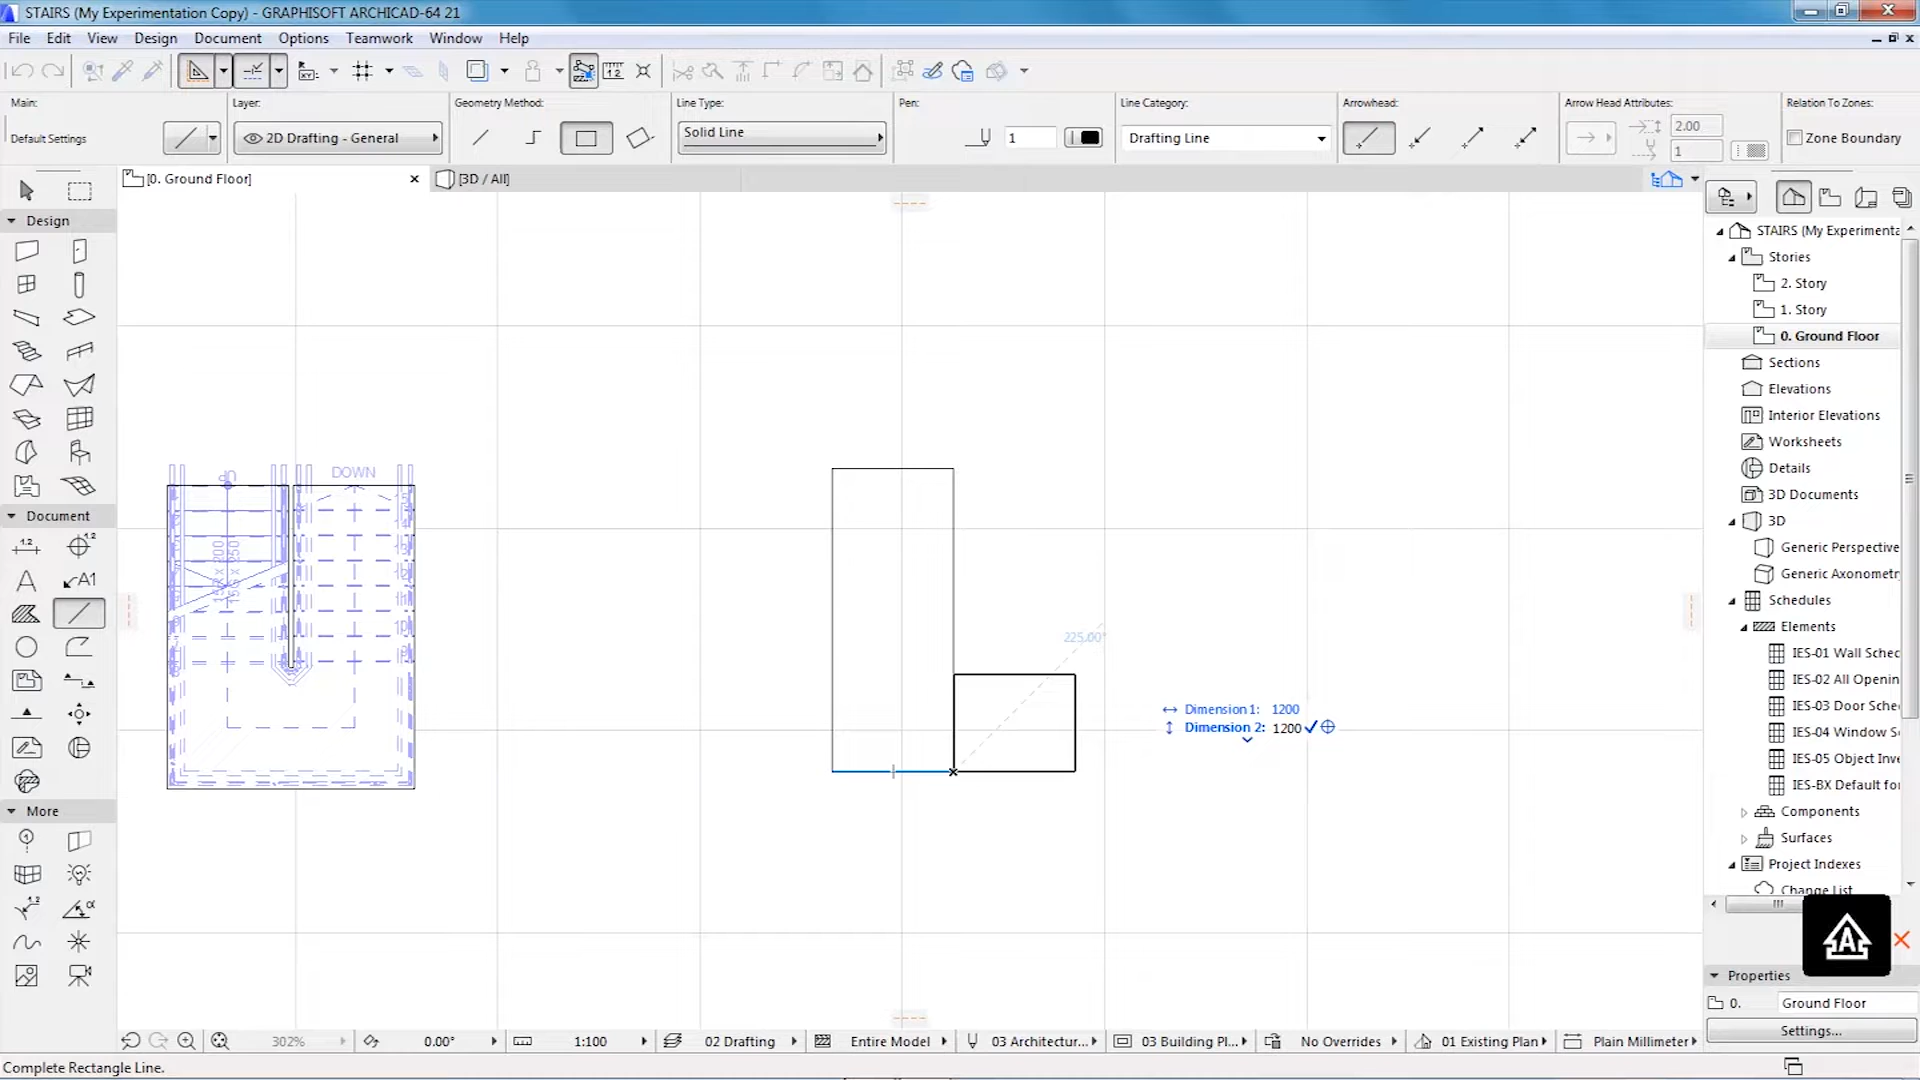 STAIRS (My Experimentation Copy) - GRAPHISOFT ARCHICAD-64 21
File Edit View Design Document Options Teamwork Window Help
Main: Layer: Geometry Method: Line Type: Pen: Line Category: Arrowhead: Arrow Head Attributes: Relation To Zones:
Default Settings 2D Drafting - General Solid Line 1 Drafting Line 2.00 1 Zone Boundary
[0. Ground Floor] [3D / All]
Design
Document
More
DOWN
225.00°
Dimension 1: 1200
Dimension 2: 1200
STAIRS (My Experimenta
Stories
2. Story
1. Story
0. Ground Floor
Sections
Elevations
Interior Elevations
Worksheets
Details
3D Documents
3D
Generic Perspective
Generic Axonometr
Schedules
Elements
IES-01 Wall Sched
IES-02 All Openin
IES-03 Door Sche
IES-04 Window S
IES-05 Object Inve
IES-BX Default fo
Components
Surfaces
Project Indexes
Change List
Properties
0. Ground Floor
Settings...
302% 0.00° 1:100 02 Drafting Entire Model 03 Architectur... 03 Building Pl... No Overrides 01 Existing Plan Plain Millimeter
Complete Rectangle Line.